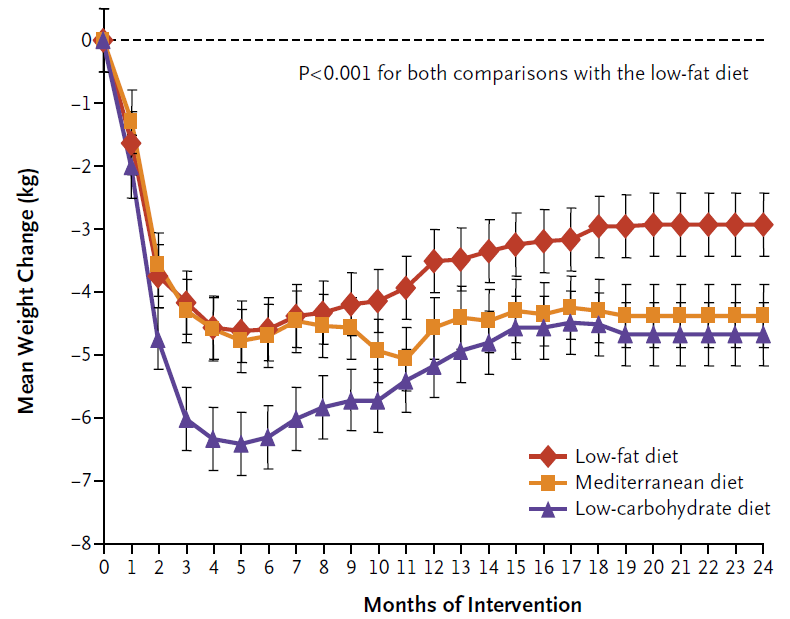 0
P<0.001 for both comparisons with the low-fat diet
−1
−2
−3
−4
−5
−6
−7
−8
Mean Weight Change (kg)
Low-fat diet
Mediterranean diet
Low-carbohydrate diet
0 1 2 3 4 5 6 7 8 9 10 11 12 13 14 15 16 17 18 19 20 21 22 23 24
Months of Intervention